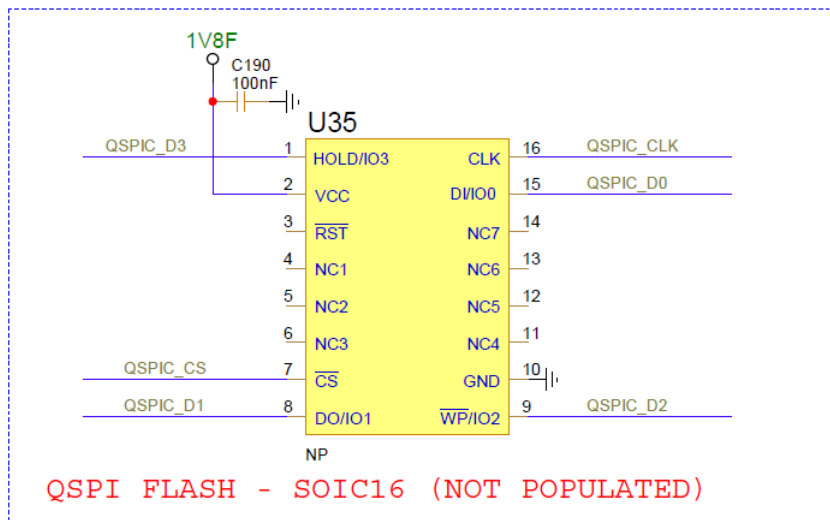 1V8F
C190
100nF
U35
QSPIC_D3 1 HOLD/IO3 CLK 16 QSPIC_CLK
2 VCC DI/IO0 15 QSPIC_D0
3 RST NC7 14
4 NC1 NC6 13
5 NC2 NC5 12
6 NC3 NC4 11
QSPIC_CS 7 CS GND 10
QSPIC_D1 8 DO/IO1 WP/IO2 9 QSPIC_D2
NP
QSPI FLASH - SOIC16 (NOT POPULATED)